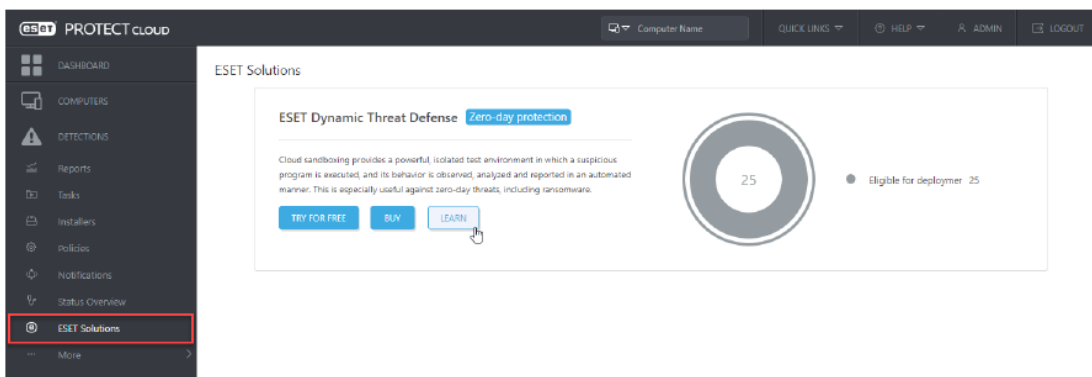 eset PROTECT CLOUD
Computer Name
QUICK LINKS
HELP
ADMIN
LOGOUT
DASHBOARD
COMPUTERS
DETECTIONS
Reports
Tasks
Installers
Policies
Notifications
Status Overview
ESET Solutions
More
ESET Solutions
ESET Dynamic Threat Defense Zero-day protection
Cloud sandboxing provides a powerful, isolated test environment in which a suspicious
program is executed, and its behavior is observed, analyzed and reported in an automated
manner. This is especially useful against zero-day threats, including ransomware.
TRY FOR FREE BUY LEARN
25
Eligible for deploymer 25